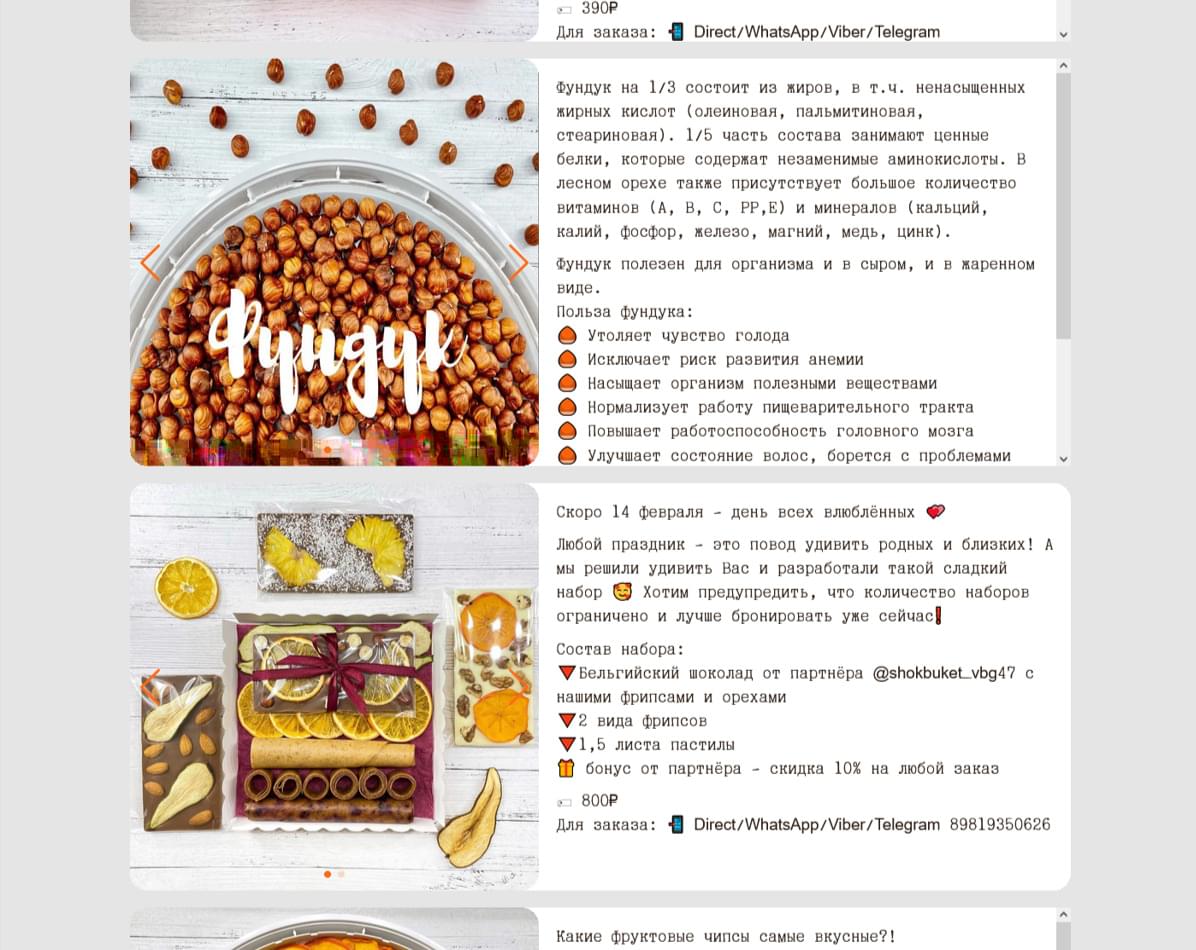 390₽
Для заказа: 📲 Direct/WhatsApp/Viber/Telegram
Фундук
Фундук на 1/3 состоит из жиров, в т.ч. ненасыщенных
жирных кислот (олеиновая, пальмитиновая,
стеариновая). 1/5 часть состава занимают ценные
белки, которые содержат незаменимые аминокислоты. В
лесном орехе также присутствует большое количество
витаминов (А, В, С, РР,Е) и минералов (кальций,
калий, фосфор, железо, магний, медь, цинк).
Фундук полезен для организма и в сыром, и в жаренном
виде.
Польза фундука:
🌰 Утоляет чувство голода
🌰 Исключает риск развития анемии
🌰 Насыщает организм полезными веществами
🌰 Нормализует работу пищеварительного тракта
🌰 Повышает работоспособность головного мозга
🌰 Улучшает состояние волос, борется с проблемами
Скоро 14 февраля - день всех влюблённых 💕
Любой праздник - это повод удивить родных и близких! А
мы решили удивить Вас и разработали такой сладкий
набор 🥰 Хотим предупредить, что количество наборов
ограничено и лучше бронировать уже сейчас❗
Состав набора:
🔻Бельгийский шоколад от партнёра @shokbuket_vbg47 с
нашими фрипсами и орехами
🔻2 вида фрипсов
🔻1,5 листа пастилы
🎁 бонус от партнёра - скидка 10% на любой заказ
800₽
Для заказа: 📲 Direct/WhatsApp/Viber/Telegram 89819350626
Какие фруктовые чипсы самые вкусные?!